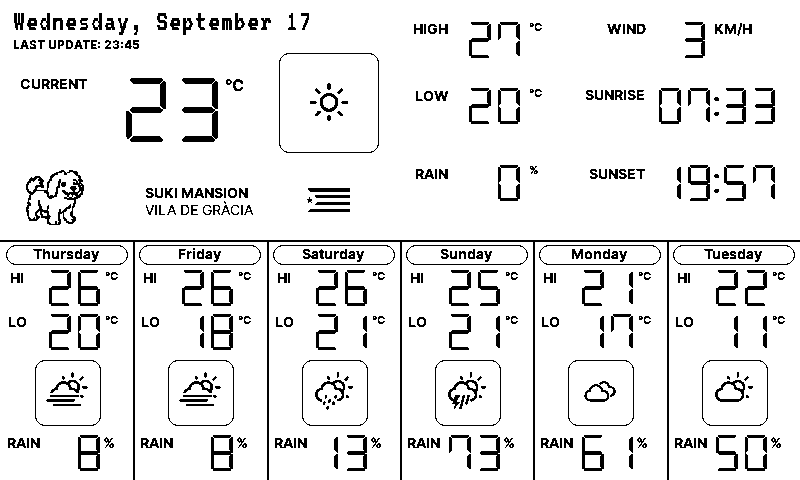 Wednesday, September 17
LAST UPDATE: 23:45
CURRENT 23 °C
SUKI MANSION
VILA DE GRÀCIA
HIGH 27 °C
LOW 20 °C
RAIN 0 %
WIND 3 KM/H
SUNRISE 07:33
SUNSET 19:57
Thursday
HI 26 °C
LO 20 °C
RAIN 8 %
Friday
HI 26 °C
LO 18 °C
RAIN 8 %
Saturday
HI 26 °C
LO 21 °C
RAIN 13 %
Sunday
HI 25 °C
LO 21 °C
RAIN 73 %
Monday
HI 21 °C
LO 17 °C
RAIN 61 %
Tuesday
HI 22 °C
LO 11 °C
RAIN 50 %